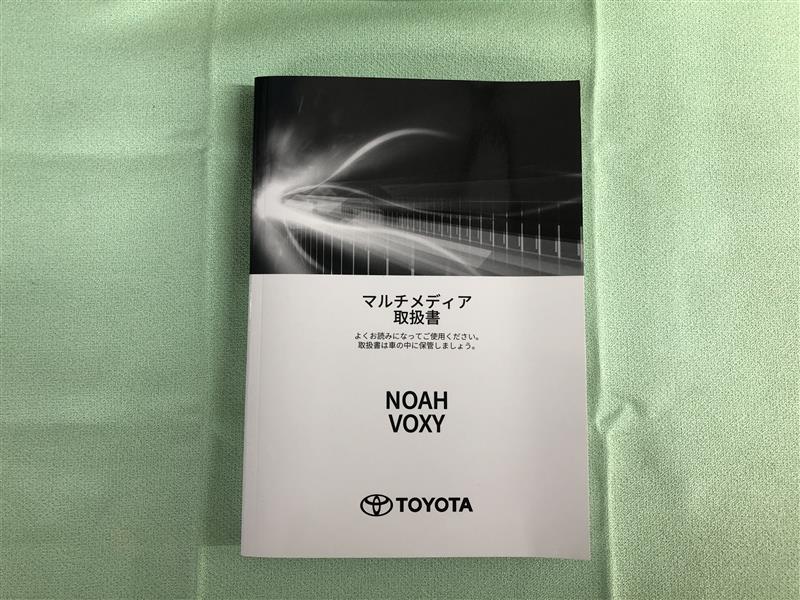 マルチメディア
取扱書
よくお読みになってご使用ください。
取扱書は車の中に保管しましょう。
NOAH
VOXY
TOYOTA